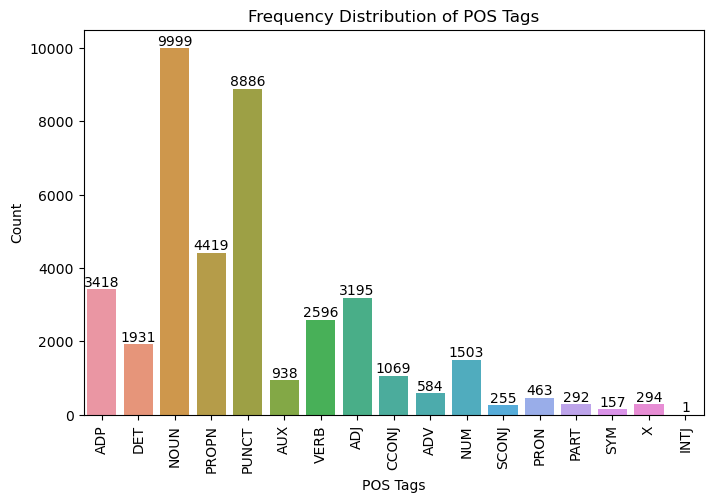 Frequency Distribution of POS Tags
Count
10000
8000
6000
4000
2000
0
3418
1931
9999
4419
8886
938
2596
3195
1069
584
1503
255
463
292
157
294
1
ADP
DET
NOUN
PROPN
PUNCT
AUX
VERB
ADJ
CCONJ
ADV
NUM
SCONJ
PRON
PART
SYM
X
INTJ
POS Tags